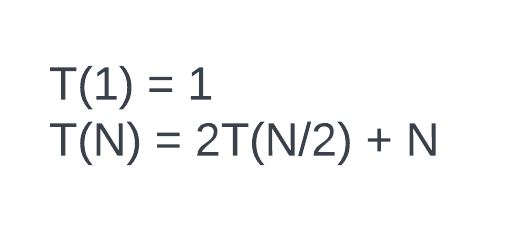 T(1) = 1
T(N) = 2T(N/2) + N